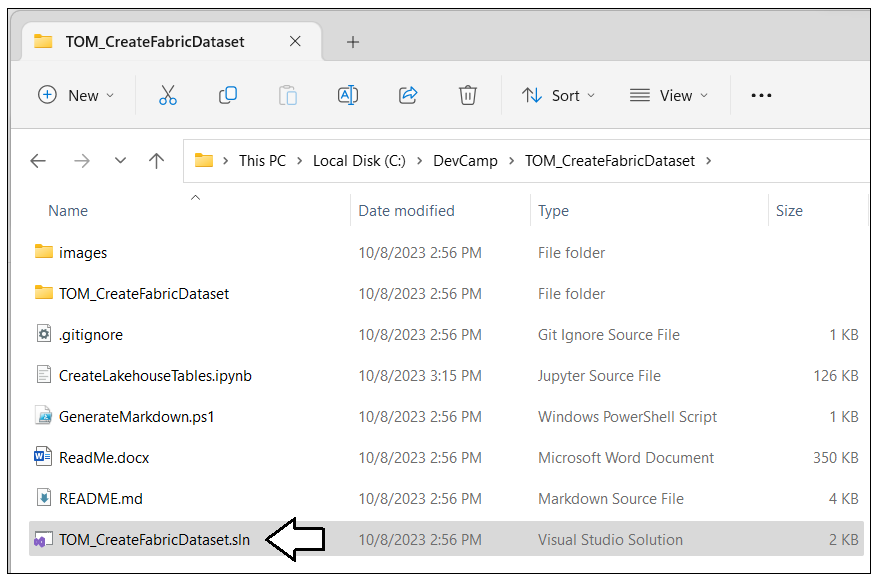 TOM_CreateFabricDataset
New Sort View
This PC Local Disk (C:) DevCamp TOM_CreateFabricDataset
Name Date modified Type Size
images 10/8/2023 2:56 PM File folder
TOM_CreateFabricDataset 10/8/2023 2:56 PM File folder
.gitignore 10/8/2023 2:56 PM Git Ignore Source File 1 KB
CreateLakehouseTables.ipynb 10/8/2023 3:15 PM Jupyter Source File 126 KB
GenerateMarkdown.ps1 10/8/2023 2:56 PM Windows PowerShell Script 1 KB
ReadMe.docx 10/8/2023 2:56 PM Microsoft Word Document 350 KB
README.md 10/8/2023 2:56 PM Markdown Source File 4 KB
TOM_CreateFabricDataset.sln 10/8/2023 2:56 PM Visual Studio Solution 2 KB